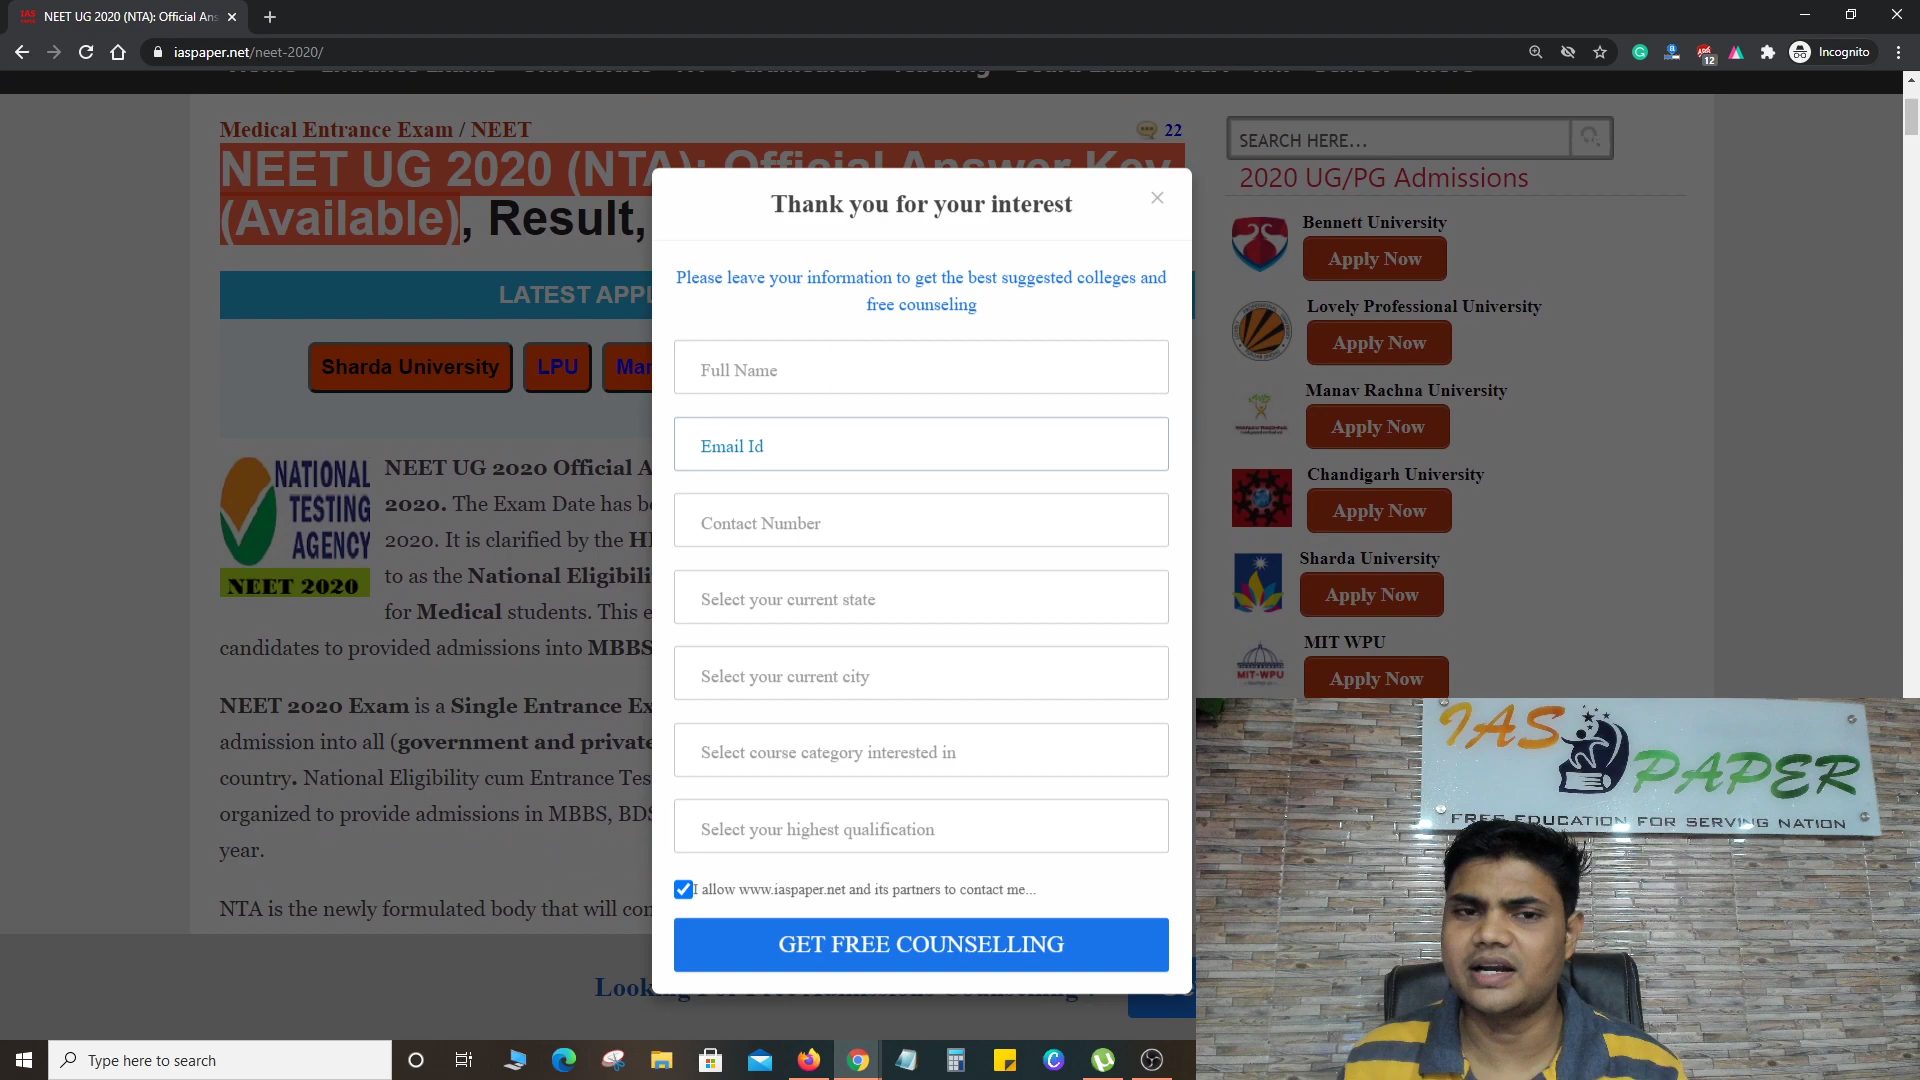 NEET UG 2020 (NTA): Official Ans
iaspaper.net/neet-2020/
12
Incognito
Medical Entrance Exam / NEET
22
NEET UG 2020 (NTA): Official Answer Key
(Available), Result,
LATEST APPL
Sharda University
LPU
Mar
NATIONAL
TESTING
AGENCY
NEET 2020
NEET UG 2020 Official A
2020. The Exam Date has be
2020. It is clarified by the
to as the National Eligibili
for Medical students. This e
candidates to provided admissions into MBBS
NEET 2020 Exam is a Single Entrance Ex
admission into all (government and private
country. National Eligibility cum Entrance Tes
organized to provide admissions in MBBS, BDS
year.
NTA is the newly formulated body that will con
Thank you for your interest
Please leave your information to get the best suggested colleges and
free counseling
Full Name
Email Id
Contact Number
Select your current state
Select your current city
Select course category interested in
Select your highest qualification
I allow www.iaspaper.net and its partners to contact me...
GET FREE COUNSELLING
SEARCH HERE...
2020 UG/PG Admissions
Bennett University
Apply Now
Lovely Professional University
Apply Now
Manav Rachna University
Apply Now
Chandigarh University
Apply Now
Sharda University
Apply Now
MIT WPU
MIT-WPU
Apply Now
IAS
PAPER
FREE EDUCATION FOR SERVING NATION
Type here to search